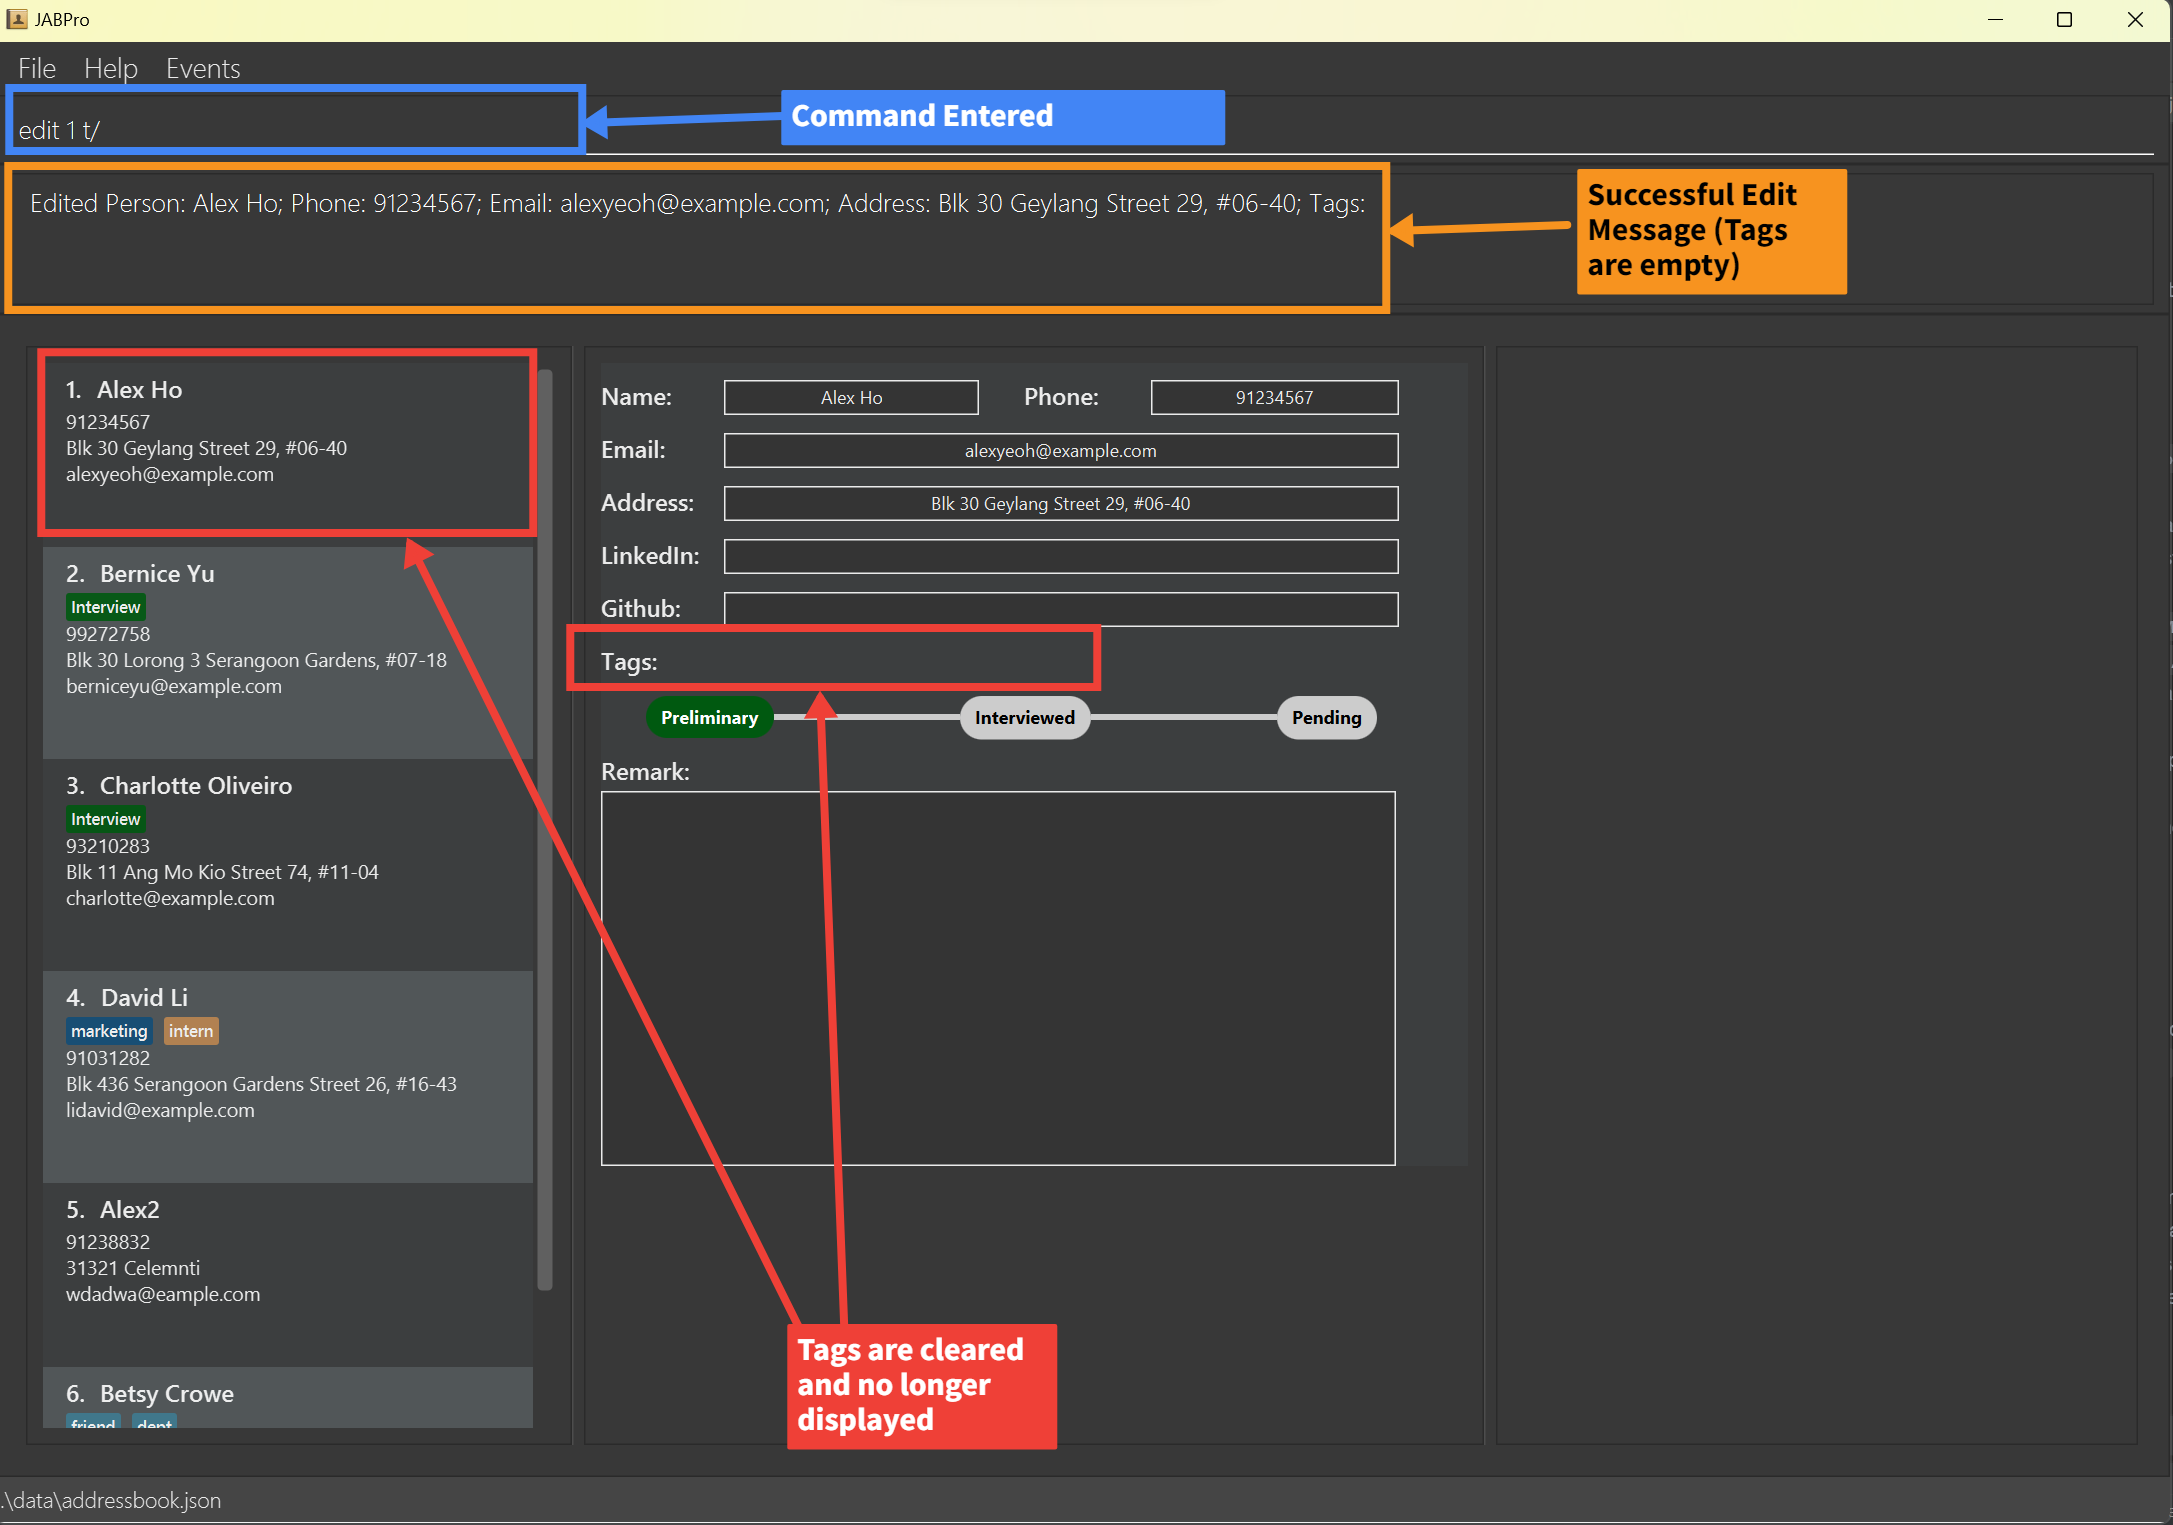 JABPro
File Help Events
edit 1 t/
Command Entered
Edited Person: Alex Ho; Phone: 91234567; Email: alexyeoh@example.com; Address: Blk 30 Geylang Street 29, #06-40; Tags:
Successful Edit
Message (Tags
are empty)
1. Alex Ho
91234567
Blk 30 Geylang Street 29, #06-40
alexyeoh@example.com
2. Bernice Yu
Interview
99272758
Blk 30 Lorong 3 Serangoon Gardens, #07-18
berniceyu@example.com
3. Charlotte Oliveiro
Interview
93210283
Blk 11 Ang Mo Kio Street 74, #11-04
charlotte@example.com
4. David Li
marketing intern
91031282
Blk 436 Serangoon Gardens Street 26, #16-43
lidavid@example.com
5. Alex2
91238832
31321 Celemnti
wdadwa@eample.com
6. Betsy Crowe
friend dept
Name: Alex Ho Phone: 91234567
Email: alexyeoh@example.com
Address: Blk 30 Geylang Street 29, #06-40
LinkedIn:
Github:
Tags:
Preliminary Interviewed Pending
Remark:
Tags are cleared
and no longer
displayed
.\data\addressbook.json